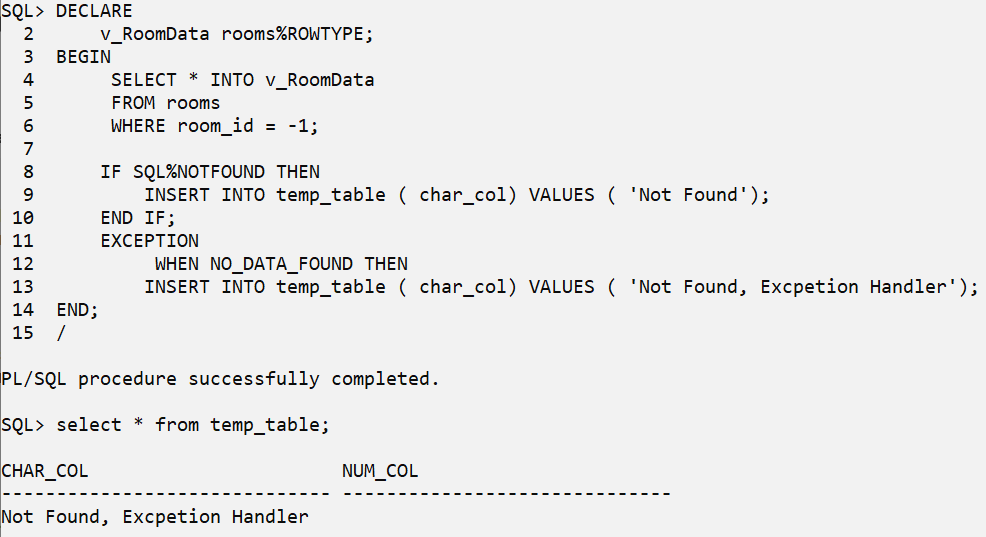 SQL> DECLARE
  2      v_RoomData rooms%ROWTYPE;
  3  BEGIN
  4       SELECT * INTO v_RoomData
  5       FROM rooms
  6       WHERE room_id = -1;
  7
  8      IF SQL%NOTFOUND THEN
  9          INSERT INTO temp_table ( char_col) VALUES ( 'Not Found');
 10      END IF;
 11      EXCEPTION
 12           WHEN NO_DATA_FOUND THEN
 13          INSERT INTO temp_table ( char_col) VALUES ( 'Not Found, Excpetion Handler');
 14  END;
 15  /
PL/SQL procedure successfully completed.
SQL> select * from temp_table;
CHAR_COL                       NUM_COL
------------------------------ ------------------------------
Not Found, Excpetion Handler